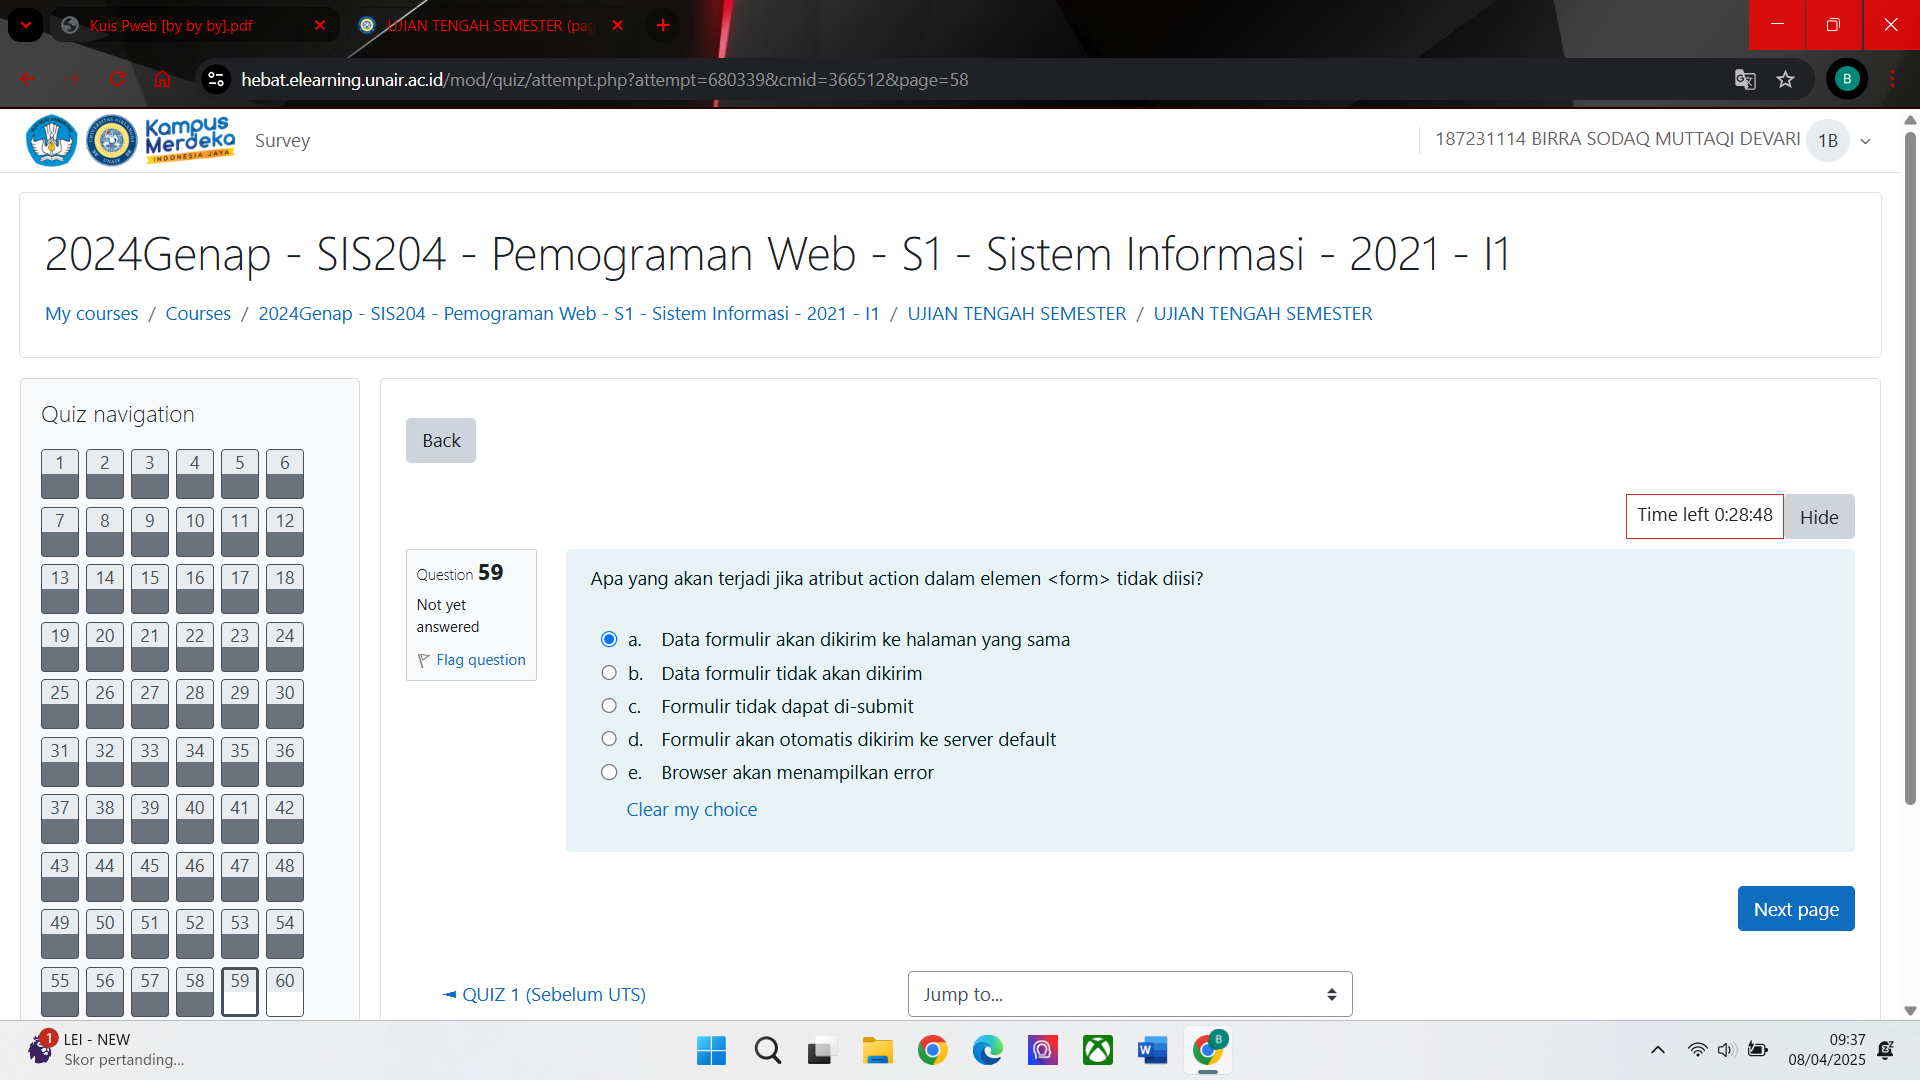 Kuis Pweb [by by by].pdf
UJIAN TENGAH SEMESTER (pag
hebat.elearning.unair.ac.id/mod/quiz/attempt.php?attempt=680339&cmid=366512&page=58
B
Kampus
Merdeka
INDONESIA JAYA
Survey
187231114 BIRRA SODAQ MUTTAQI DEVARI
1B
2024Genap - SIS204 - Pemograman Web - S1 - Sistem Informasi - 2021 - I1
My courses / Courses / 2024Genap - SIS204 - Pemograman Web - S1 - Sistem Informasi - 2021 - I1 / UJIAN TENGAH SEMESTER / UJIAN TENGAH SEMESTER
Quiz navigation
1 2 3 4 5 6
7 8 9 10 11 12
13 14 15 16 17 18
19 20 21 22 23 24
25 26 27 28 29 30
31 32 33 34 35 36
37 38 39 40 41 42
43 44 45 46 47 48
49 50 51 52 53 54
55 56 57 58 59 60
Back
Time left 0:28:48
Hide
Question 59
Not yet
answered
Flag question
Apa yang akan terjadi jika atribut action dalam elemen <form> tidak diisi?
a. Data formulir akan dikirim ke halaman yang sama
b. Data formulir tidak akan dikirim
c. Formulir tidak dapat di-submit
d. Formulir akan otomatis dikirim ke server default
e. Browser akan menampilkan error
Clear my choice
Next page
◄ QUIZ 1 (Sebelum UTS)
Jump to...
1
LEI - NEW
Skor pertanding...
W
B
09:37
08/04/2025